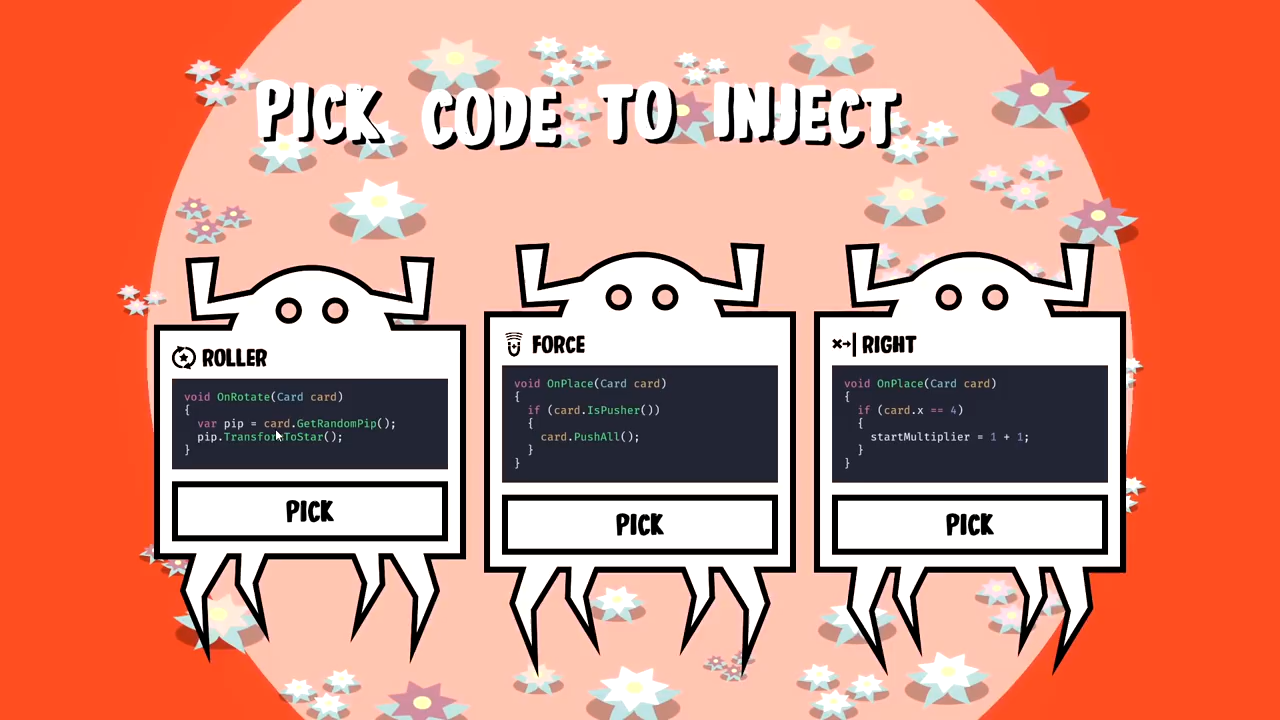 PICK CODE TO INJECT
ROLLER
void OnRotate(Card card)
{
  var pip = card.GetRandomPip();
  pip.TransformToStar();
}
PICK
FORCE
void OnPlace(Card card)
{
  if (card.IsPusher())
  {
    card.PushAll();
  }
}
PICK
RIGHT
void OnPlace(Card card)
{
  if (card.x == 4)
  {
    startMultiplier = 1 + 1;
  }
}
PICK